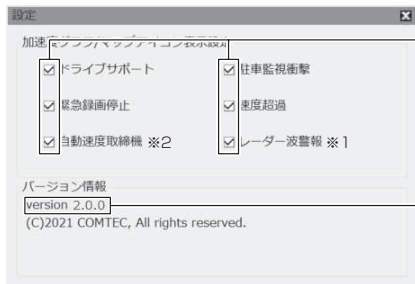 設定
加速度グラフ/マップアイコン表示設定
ドライブサポート
駐車監視衝撃
緊急録画停止
速度超過
自動速度取締機 ※2
レーダー波警報 ※1
バージョン情報
version 2.0.0
(C)2021 COMTEC, All rights reserved.